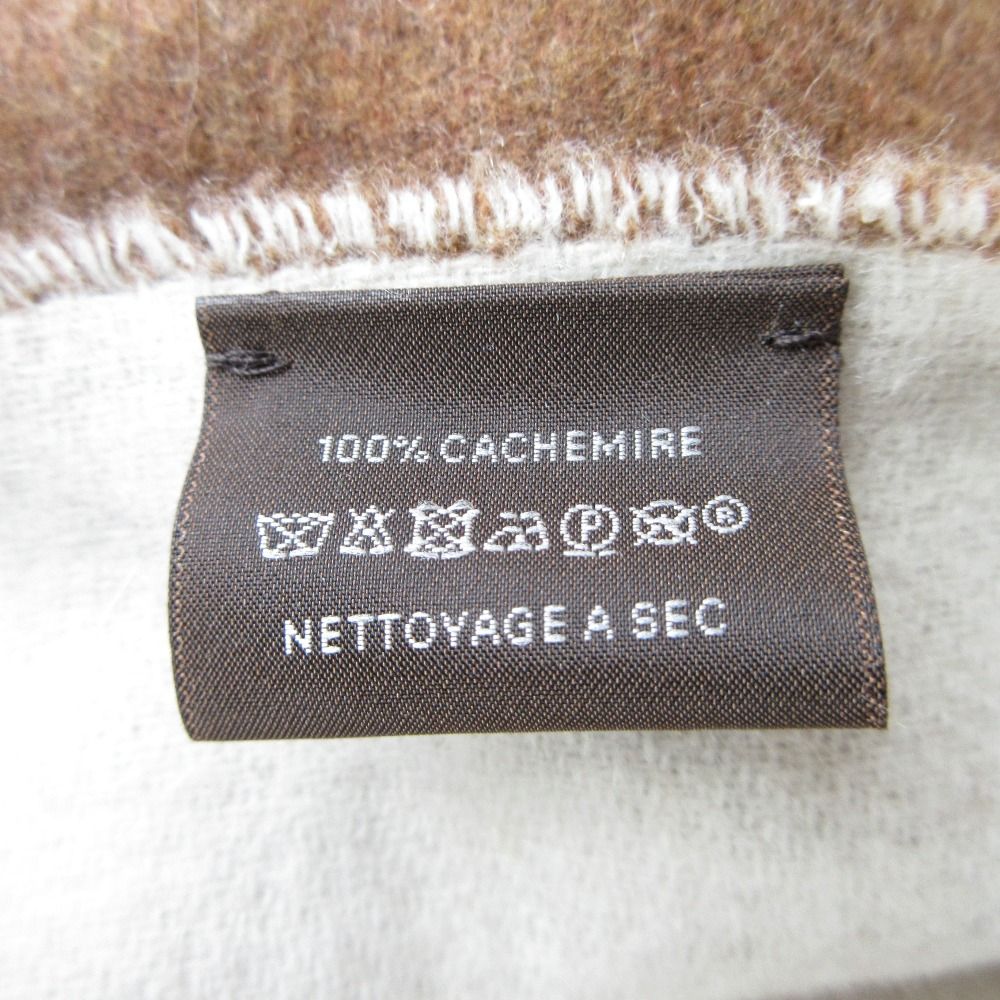 100% CACHEMIRE
P ®
NETTOYAGE A SEC